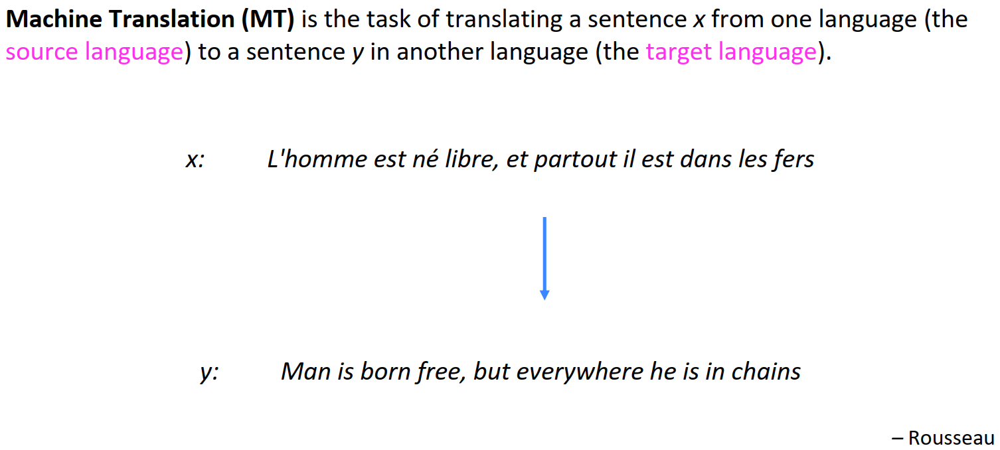 Machine Translation (MT) is the task of translating a sentence x from one language (the
source language) to a sentence y in another language (the target language).
x: L'homme est né libre, et partout il est dans les fers
y: Man is born free, but everywhere he is in chains
– Rousseau